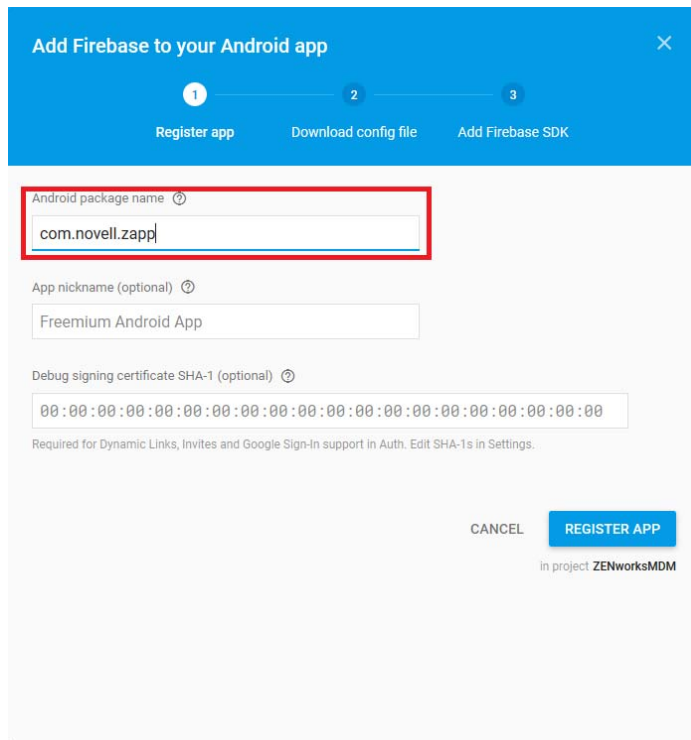 Add Firebase to your Android app
1
2
3
Register app
Download config file
Add Firebase SDK
Android package name
com.novell.zapp
App nickname (optional)
Freemium Android App
Debug signing certificate SHA-1 (optional)
00:00:00:00:00:00:00:00:00:00:00:00:00:00:00:00:00:00:00:00
Required for Dynamic Links, Invites and Google Sign-In support in Auth. Edit SHA-1s in Settings.
CANCEL
REGISTER APP
in project ZENworksMDM